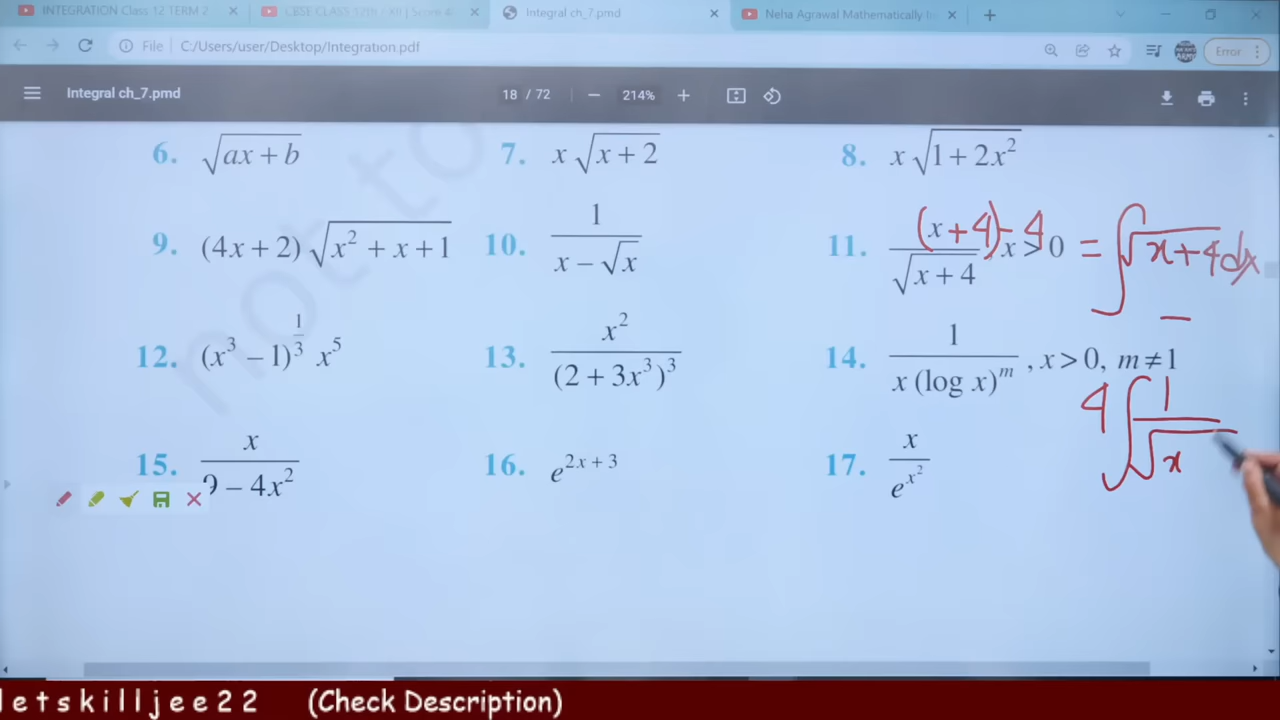 INTEGRATION Class 12 TERM 2
CBSE CLASS 12th / XII | Score 4
Integral ch_7.pmd
Neha Agrawal Mathematically I
File C:/Users/user/Desktop/Integration.pdf
Error
Integral ch_7.pmd 18 / 72 214%
not to
6. √(ax + b) 7. x √(x + 2) 8. x √(1 + 2x²)
9. (4x + 2) √(x² + x + 1) 10. 1/(x – √x) 11. (x + 4) - 4 / √(x + 4) , x > 0 = ∫ √(x + 4) dx
–
12. (x³ – 1)^(1/3) x⁵ 13. x²/(2 + 3x³)³ 14. 1/(x (log x)^m) , x > 0, m ≠ 1
4 ∫ 1/√x
15. x/(9 – 4x²) 16. e^(2x + 3) 17. x/e^(x²)
letskilljee22 (Check Description)